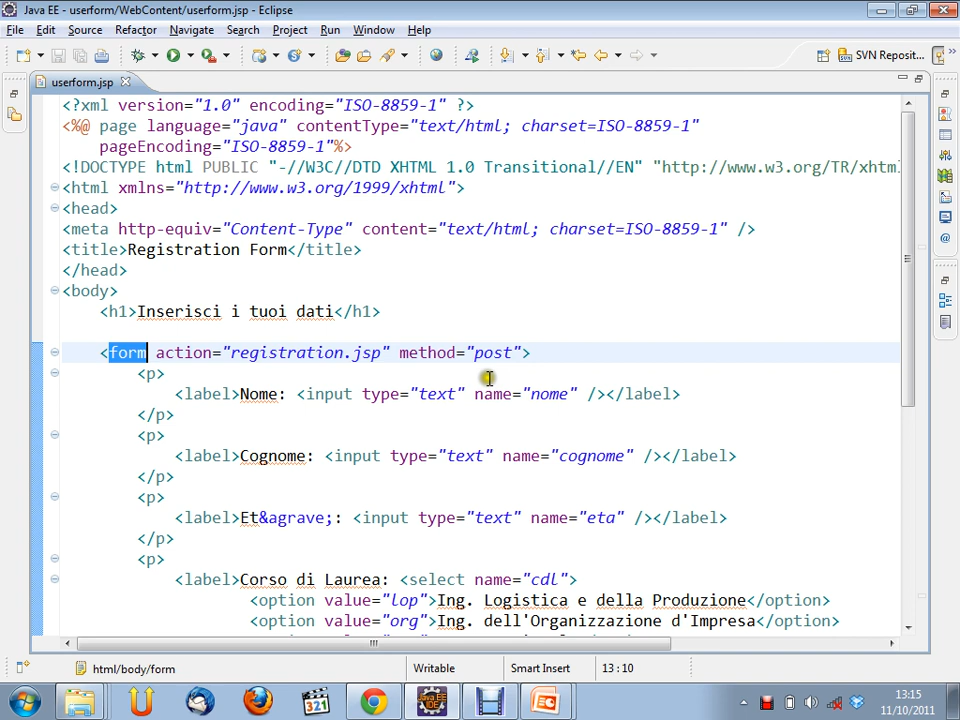 Java EE - userform/WebContent/userform.jsp - Eclipse
File Edit Source Refactor Navigate Search Project Run Window Help
SVN Reposit...
userform.jsp
<?xml version="1.0" encoding="ISO-8859-1" ?>
<%@ page language="java" contentType="text/html; charset=ISO-8859-1"
pageEncoding="ISO-8859-1"%>
<!DOCTYPE html PUBLIC "-//W3C//DTD XHTML 1.0 Transitional//EN" "http://www.w3.org/TR/xhtml
<html xmlns="http://www.w3.org/1999/xhtml">
<head>
<meta http-equiv="Content-Type" content="text/html; charset=ISO-8859-1" />
<title>Registration Form</title>
</head>
<body>
<h1>Inserisci i tuoi dati</h1>
<form action="registration.jsp" method="post">
<p>
<label>Nome: <input type="text" name="nome" /></label>
</p>
<p>
<label>Cognome: <input type="text" name="cognome" /></label>
</p>
<p>
<label>Et&agrave;: <input type="text" name="eta" /></label>
</p>
<p>
<label>Corso di Laurea: <select name="cdl">
<option value="lop">Ing. Logistica e della Produzione</option>
<option value="org">Ing. dell'Organizzazione d'Impresa</option>
html/body/form Writable Smart Insert 13 : 10
321
Java EE IDE
13:15
11/10/2011